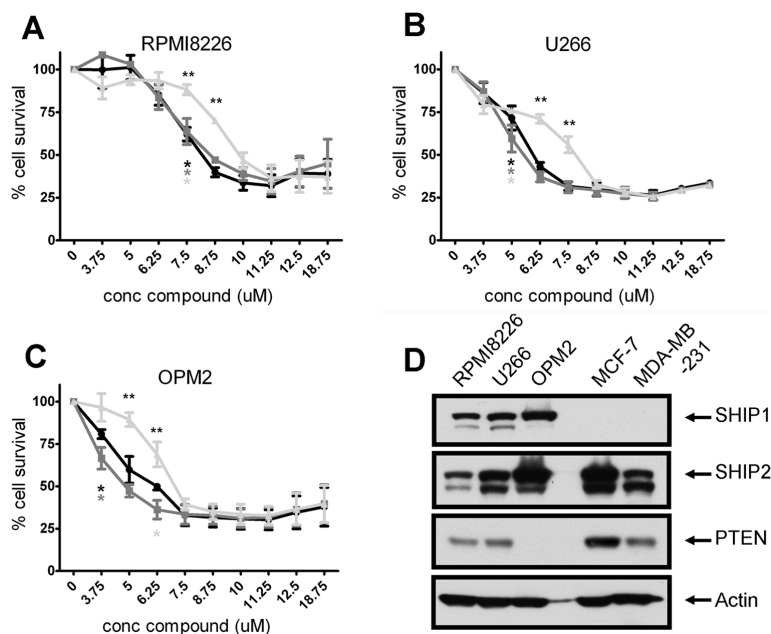 A
RPMI8226
% cell survival
100
75
50
25
0
**
**
*
*
*
0
3.75
5
6.25
7.5
8.75
10
11.25
12.5
18.75
conc compound (uM)
B
U266
% cell survival
100
75
50
25
0
**
**
*
*
*
0
3.75
5
6.25
7.5
8.75
10
11.25
12.5
18.75
conc compound (uM)
C
OPM2
% cell survival
100
75
50
25
0
**
**
*
*
*
0
3.75
5
6.25
7.5
8.75
10
11.25
12.5
18.75
conc compound (uM)
D
RPMI8226
U266
OPM2
MCF-7
MDA-MB
-231
SHIP1
SHIP2
PTEN
Actin